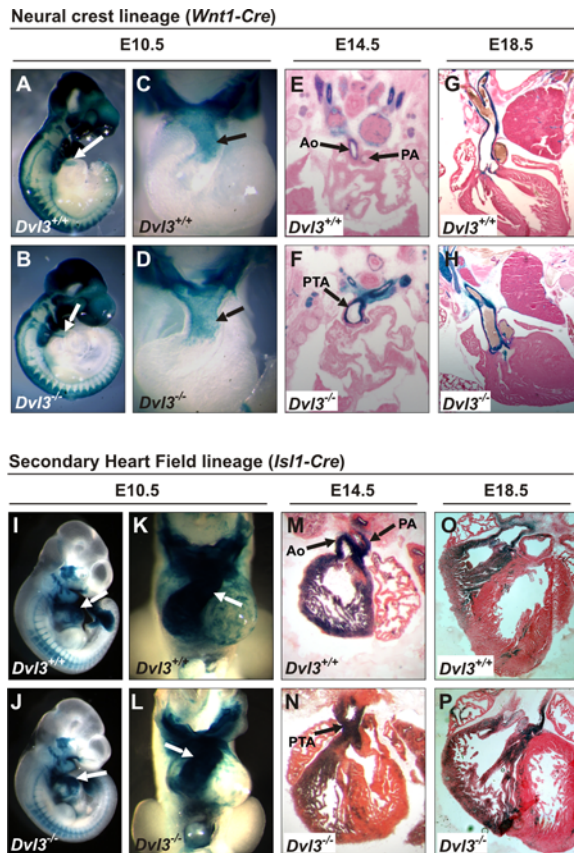 Neural crest lineage (Wnt1-Cre)
E10.5 E14.5 E18.5
A C E G
Ao PA
Dvl3+/+ Dvl3+/+ Dvl3+/+ Dvl3+/+
B D F H
PTA
Dvl3-/- Dvl3-/- Dvl3-/- Dvl3-/-
Secondary Heart Field lineage (Isl1-Cre)
E10.5 E14.5 E18.5
I K M O
Ao PA
Dvl3+/+ Dvl3+/+ Dvl3+/+ Dvl3+/+
J L N P
PTA
Dvl3-/- Dvl3-/- Dvl3-/- Dvl3-/-